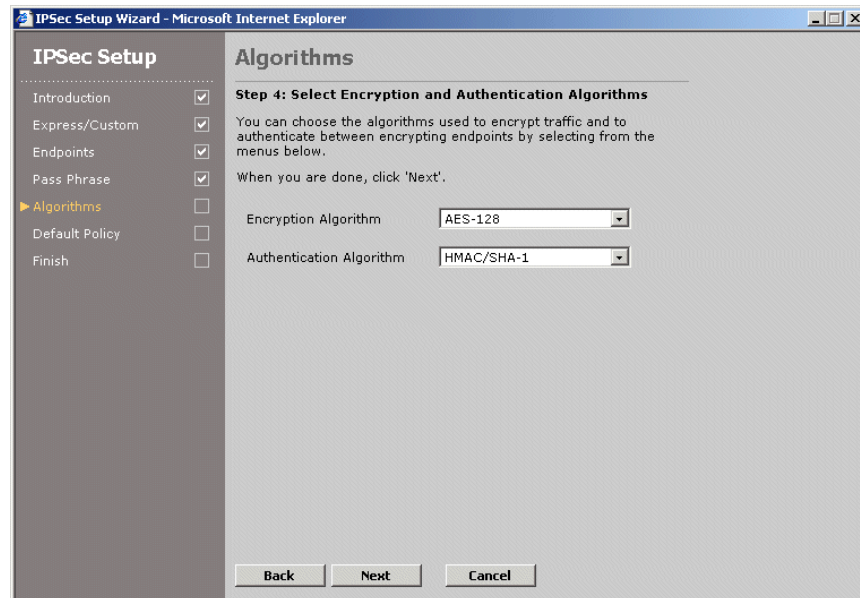 IPSec Setup Wizard - Microsoft Internet Explorer
IPSec Setup
Introduction
Express/Custom
Endpoints
Pass Phrase
Algorithms
Default Policy
Finish
Algorithms
Step 4: Select Encryption and Authentication Algorithms
You can choose the algorithms used to encrypt traffic and to
authenticate between encrypting endpoints by selecting from the
menus below.
When you are done, click 'Next'.
Encryption Algorithm AES-128
Authentication Algorithm HMAC/SHA-1
Back Next Cancel